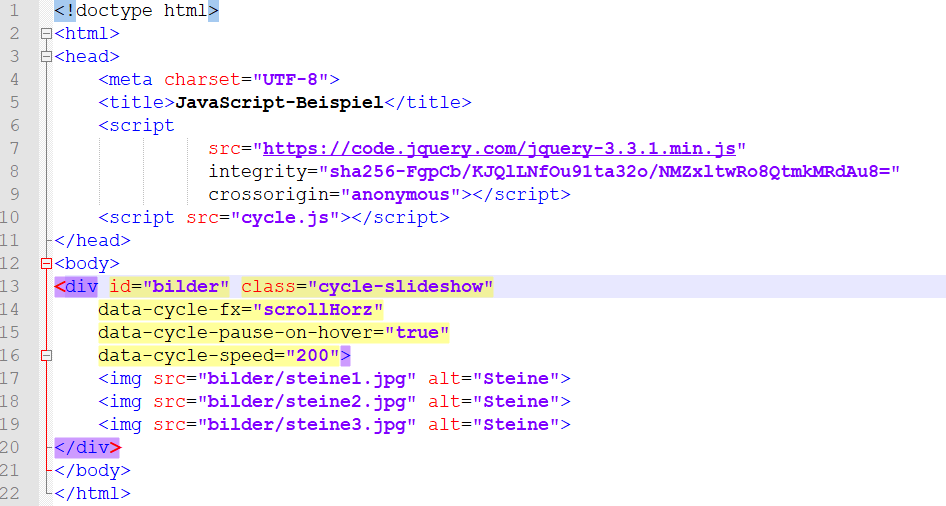 1 <!doctype html>
2 <html>
3 <head>
4 <meta charset="UTF-8">
5 <title>JavaScript-Beispiel</title>
6 <script
7 src="https://code.jquery.com/jquery-3.3.1.min.js"
8 integrity="sha256-FgpCb/KJQlLNfOu91ta32o/NMZxltwRo8QtmkMRdAu8="
9 crossorigin="anonymous"></script>
10 <script src="cycle.js"></script>
11 </head>
12 <body>
13 <div id="bilder" class="cycle-slideshow"
14 data-cycle-fx="scrollHorz"
15 data-cycle-pause-on-hover="true"
16 data-cycle-speed="200">
17 <img src="bilder/steine1.jpg" alt="Steine">
18 <img src="bilder/steine2.jpg" alt="Steine">
19 <img src="bilder/steine3.jpg" alt="Steine">
20 </div>
21 </body>
22 </html>